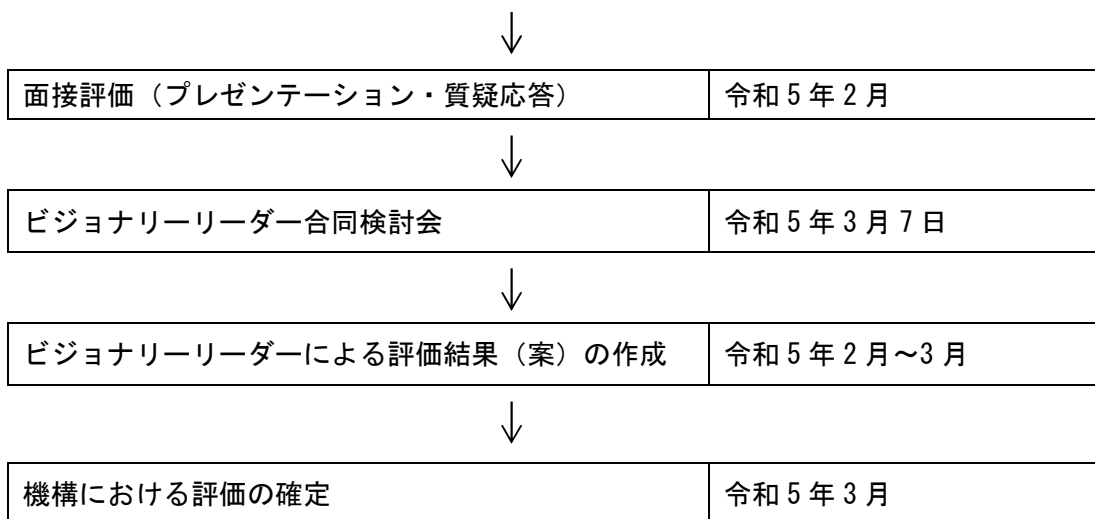 ↓
面接評価（プレゼンテーション・質疑応答） 令和5年2月
↓
ビジョナリーリーダー合同検討会 令和5年3月7日
↓
ビジョナリーリーダーによる評価結果（案）の作成 令和5年2月～3月
↓
機構における評価の確定 令和5年3月